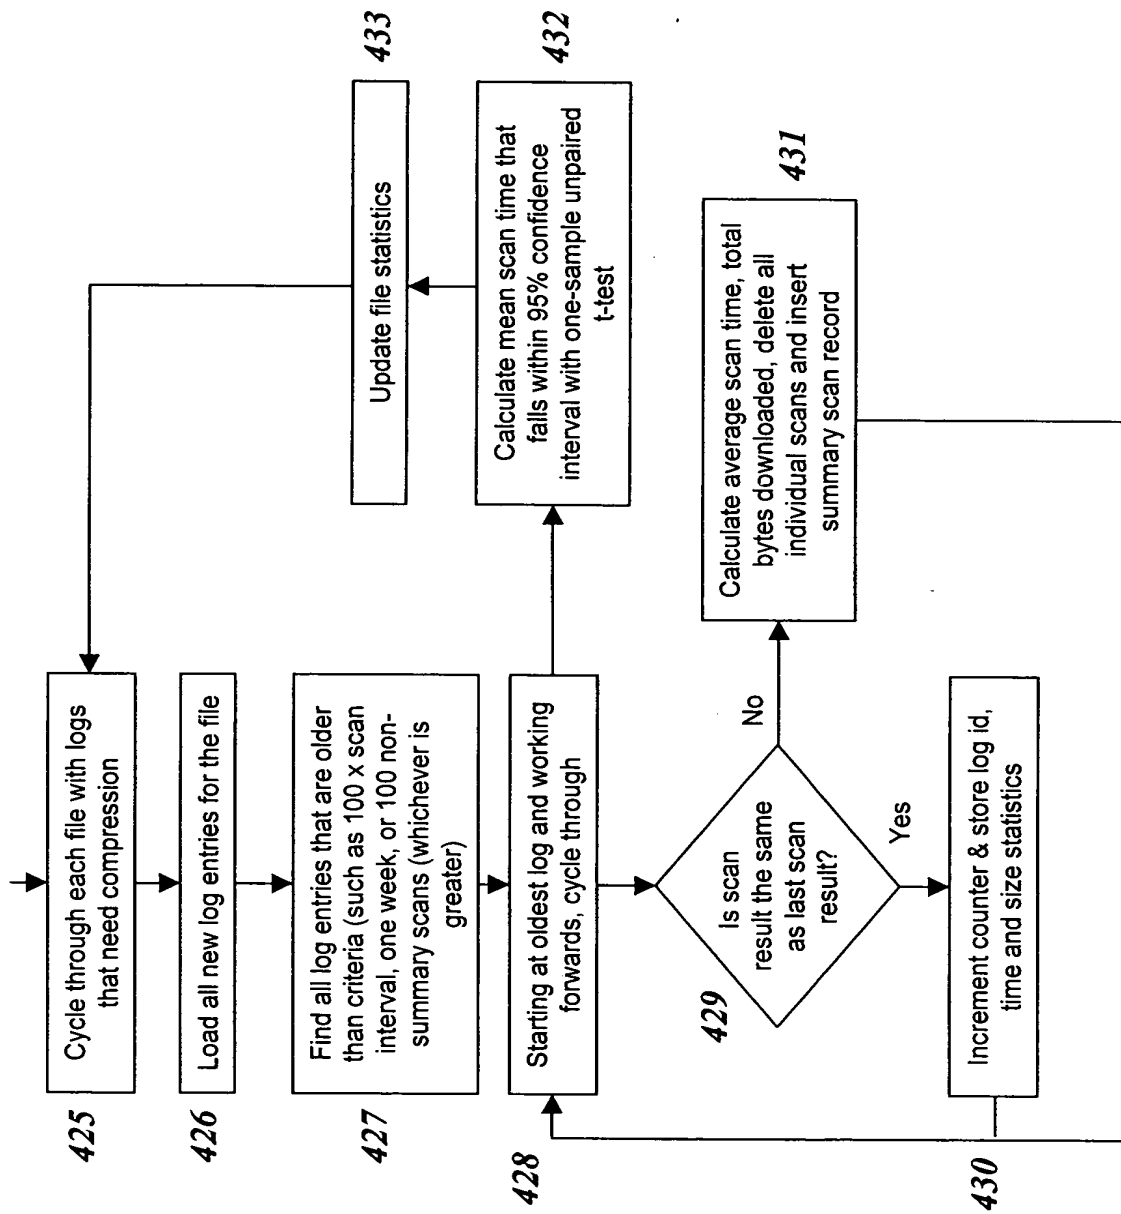 425
Cycle through each file with logs
that need compression
426
Load all new log entries for the file
427
Find all log entries that are older
than criteria (such as 100 x scan
interval, one week, or 100 non-
summary scans (whichever is
greater)
428
Starting at oldest log and working
forwards, cycle through
429
Is scan
result the same
as last scan
result?
No
Yes
430
Increment counter & store log id,
time and size statistics
431
Calculate average scan time, total
bytes downloaded, delete all
individual scans and insert
summary scan record
432
Calculate mean scan time that
falls within 95% confidence
interval with one-sample unpaired
t-test
433
Update file statistics